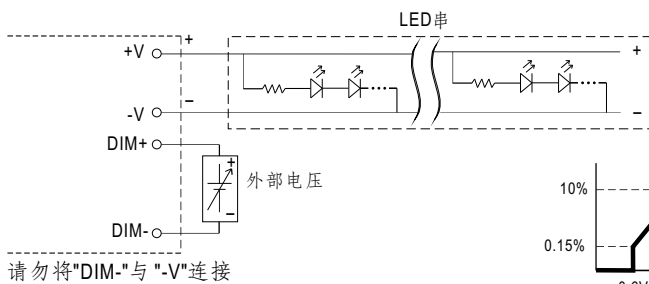 LED串
+V
+
+
-V
−
−
DIM+
+
外部电压
−
DIM-
10%
0.15%
请勿将"DIM-"与 "-V"连接